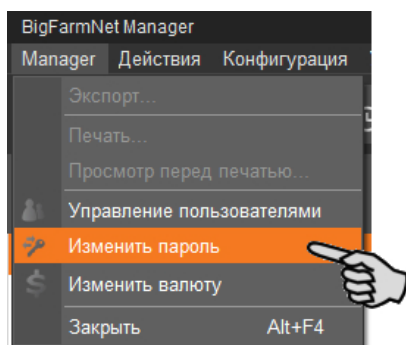 BigFarmNet Manager
Manager Действия Конфигурация
Экспорт...
Печать...
Просмотр перед печатью...
Управление пользователями
Изменить пароль
Изменить валюту
Закрыть Alt+F4